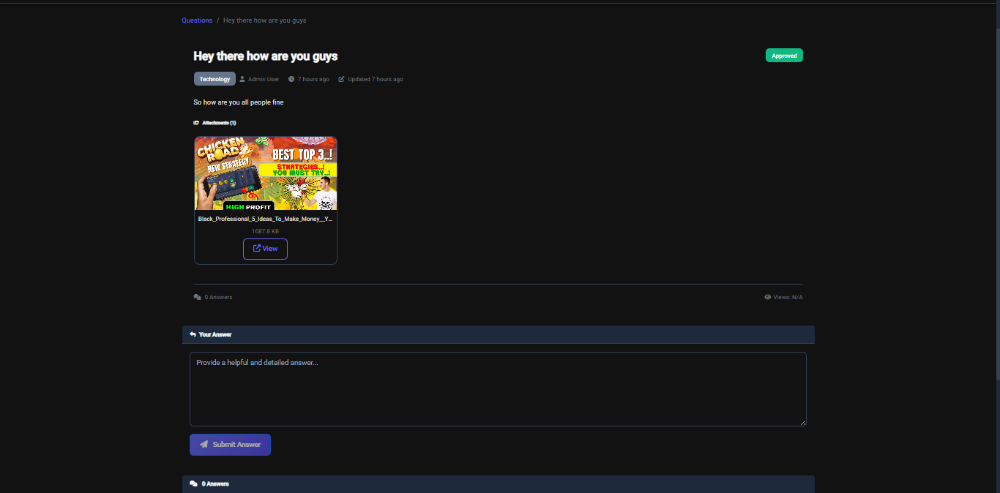 Questions / Hey there how are you guys
Hey there how are you guys
Approved
Technology Admin User 7 hours ago Updated 7 hours ago
So how are you all people fine
Attachments (1)
CHICKEN ROAD
NEW STRATEGY
BEST TOP 3..!
STRATEGIES..!
YOU MUST TRY..!
HIGH PROFIT
Black_Professional_5_Ideas_To_Make_Money__Y...
1087.8 KB
View
0 Answers
Views: N/A
Your Answer
Provide a helpful and detailed answer...
Submit Answer
0 Answers